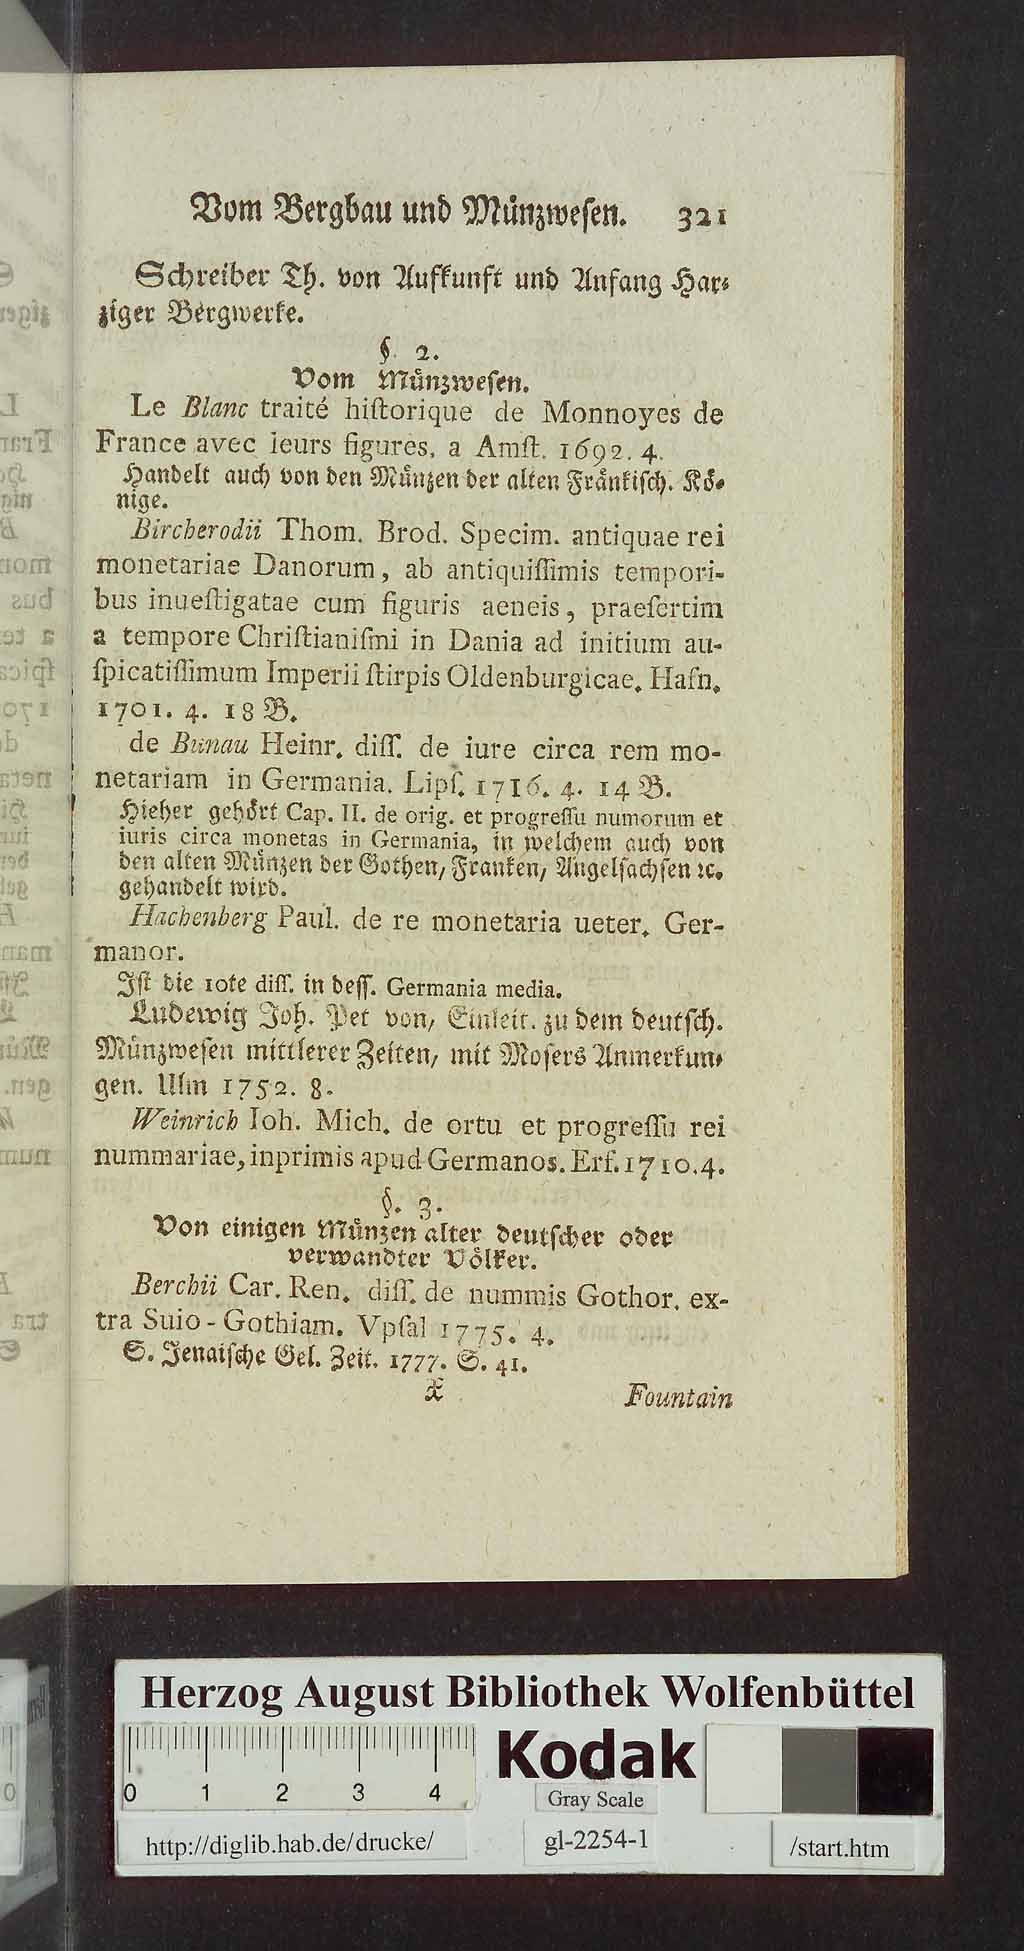 Vom Bergbau und Münzwesen. 321
Schreiber Th. von Aufkunft und Anfang Har⸗
ziger Bergwerke.
§. 2.
Vom Münzwesen.
Le Blanc traité hiſtorique de Monnoyes de
France avec leurs figures, a Amſt. 1692. 4.
Handelt auch von den Münzen der alten Fränkiſch. Kö⸗
nige.
Bircherodii Thom. Brod. Specim. antiquae rei
monetariae Danorum, ab antiquiſſimis tempori-
bus inueſtigatae cum figuris aeneis, praeſertim
a tempore Chriſtianiſmi in Dania ad initium au-
ſpicatiſſimum Imperii ſtirpis Oldenburgicae. Hafn.
1701. 4. 18 B.
de Bunau Heinr. diſſ. de iure circa rem mo-
netariam in Germania. Lipſ. 1716. 4. 14 B.
Hieher gehört Cap. II. de orig. et progreſſu numorum et
iuris circa monetas in Germania, in welchem auch von
den alten Münzen der Gothen, Franken, Angelſachſen ꝛc.
gehandelt wird.
Hachenberg Paul. de re monetaria ueter. Ger-
manor.
Iſt die 10te diſſ. in deſſ. Germania media.
Ludewig Joh. Pet von, Einleit. zu dem deutſch.
Münzweſen mittlerer Zeiten, mit Moſers Anmerkun⸗
gen. Ulm 1752. 8.
Weinrich Ioh. Mich. de ortu et progreſſu rei
nummariae, inprimis apud Germanos. Erf. 1710. 4.
§. 3.
Von einigen Münzen alter deutſcher oder
verwandter Völker.
Berchii Car. Ren. diſſ. de nummis Gothor. ex-
tra Suio-Gothiam. Vpſal 1775. 4.
S. Jenaiſche Gel. Zeit. 1777. S. 41.
X Fountain
Herzog August Bibliothek Wolfenbüttel
0 1 2 3 4
Kodak
Gray Scale
http://diglib.hab.de/drucke/ gl-2254-1 /start.htm